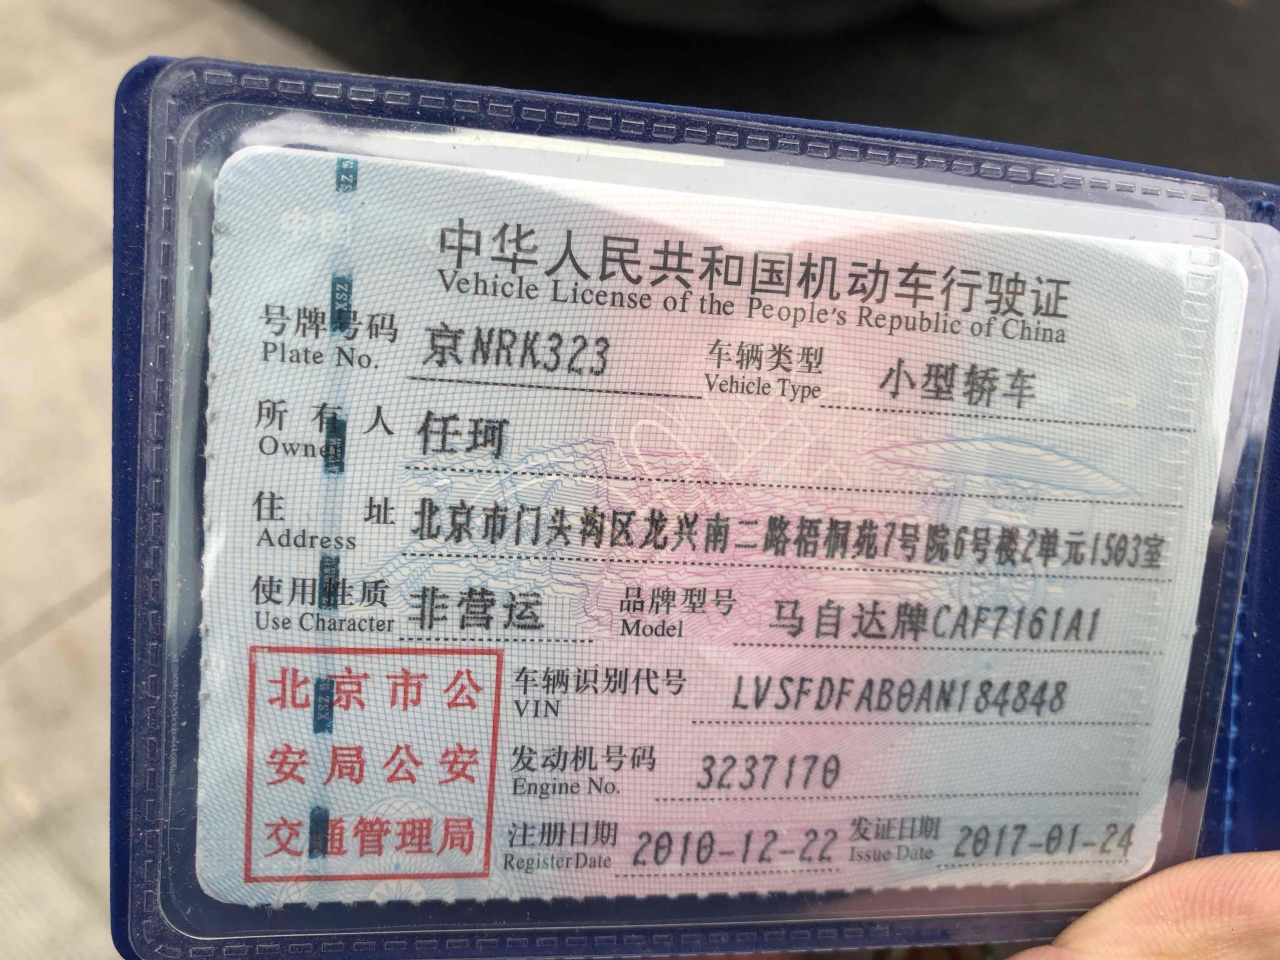 中华人民共和国机动车行驶证
Vehicle License of the People's Republic of China
号牌号码 京NRK323 车辆类型 小型轿车
Plate No. Vehicle Type
所有人 任珂
Owner
住址 北京市门头沟区龙兴南二路梧桐苑7号院6号楼2单元1503室
Address
使用性质 非营运 品牌型号 马自达牌CAF7161A1
Use Character Model
北京市公
安局公安
交通管理局
车辆识别代号 LVSFDFAB0AN184848
VIN
发动机号码 3237170
Engine No.
注册日期 2010-12-22 发证日期 2017-01-24
Register Date Issue Date